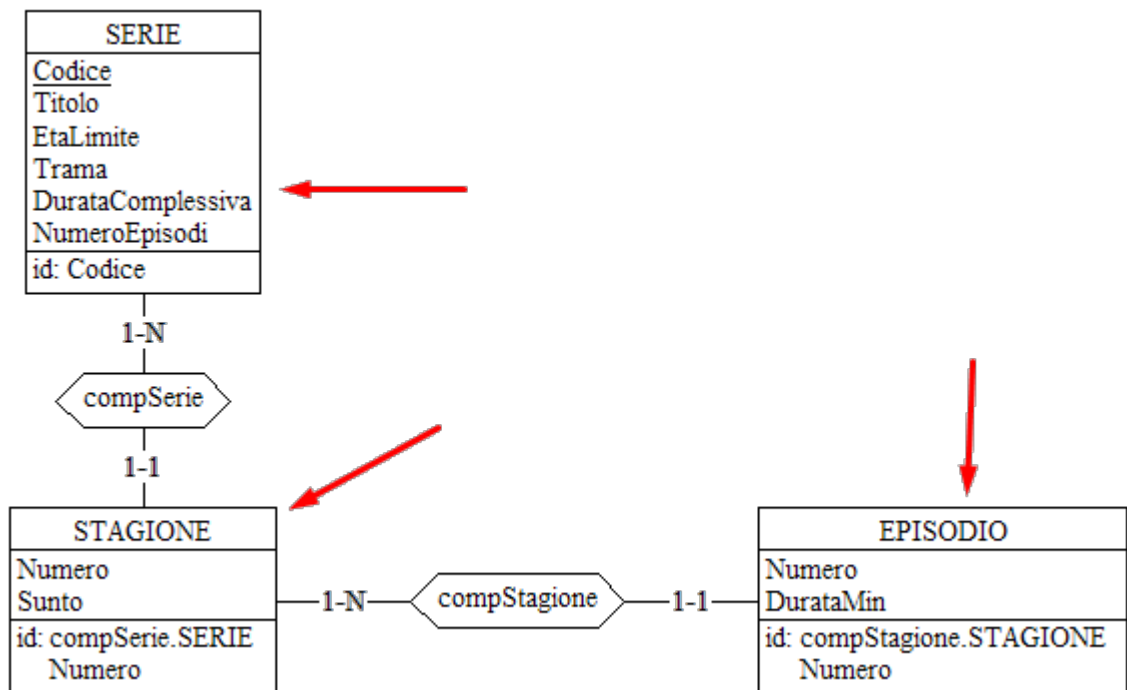 SERIE
Codice
Titolo
EtaLimite
Trama
DurataComplessiva
NumeroEpisodi
id: Codice
1-N
compSerie
1-1
STAGIONE
Numero
Sunto
id: compSerie.SERIE
Numero
1-N
compStagione
1-1
EPISODIO
Numero
DurataMin
id: compStagione.STAGIONE
Numero